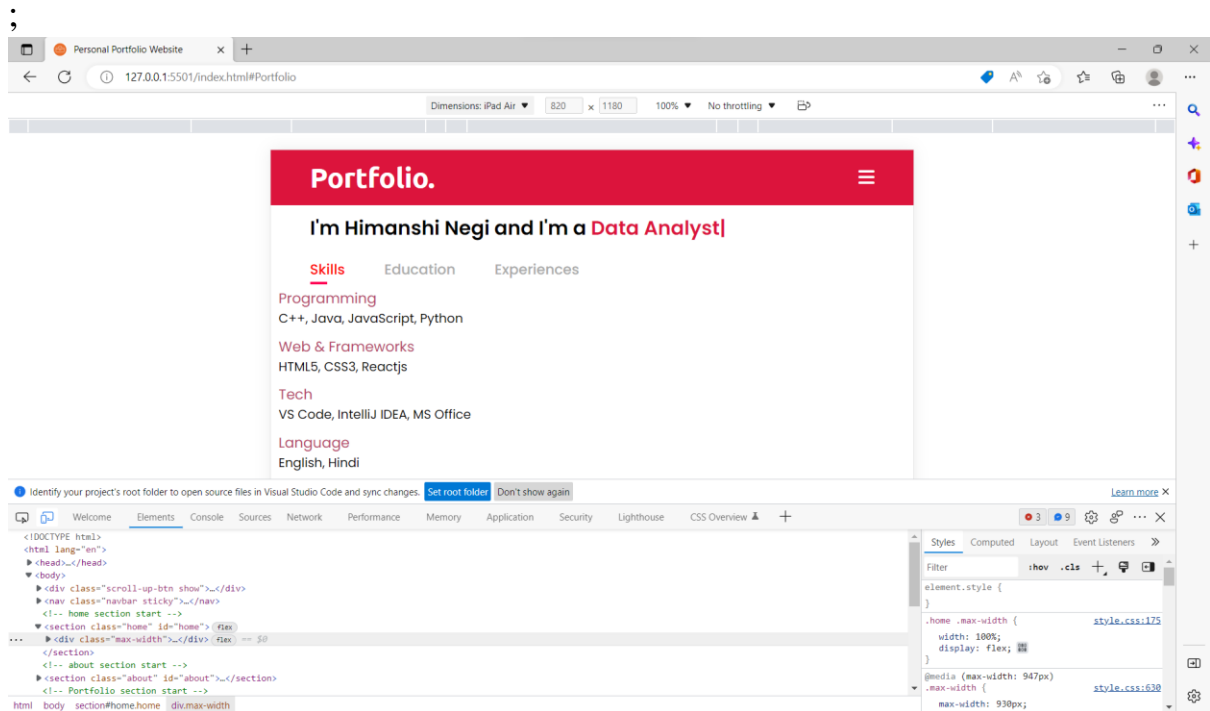 ;
Personal Portfolio Website
127.0.0.1:5501/index.html#Portfolio
Dimensions: iPad Air ▼ 820 x 1180 100% ▼ No throttling ▼
Portfolio.
I'm Himanshi Negi and I'm a Data Analyst|
Skills Education Experiences
Programming
C++, Java, JavaScript, Python
Web & Frameworks
HTML5, CSS3, Reactjs
Tech
VS Code, IntelliJ IDEA, MS Office
Language
English, Hindi
Identify your project's root folder to open source files in Visual Studio Code and sync changes. Set root folder Don't show again Learn more
Welcome Elements Console Sources Network Performance Memory Application Security Lighthouse CSS Overview 3 9
<!DOCTYPE html>
<html lang="en">
▶<head>…</head>
▼<body>
▶<div class="scroll-up-btn show">…</div>
▶<nav class="navbar sticky">…</nav>
<!-- home section start -->
▼<section class="home" id="home"> flex
··· ▶<div class="max-width">…</div> flex == $0
</section>
<!-- about section start -->
▶<section class="about" id="about">…</section>
<!-- Portfolio section start -->
html body section#home.home div.max-width
Styles Computed Layout Event Listeners
Filter :hov .cls
element.style {
}
.home .max-width { style.css:175
width: 100%;
display: flex;
}
@media (max-width: 947px)
.max-width { style.css:630
max-width: 930px;